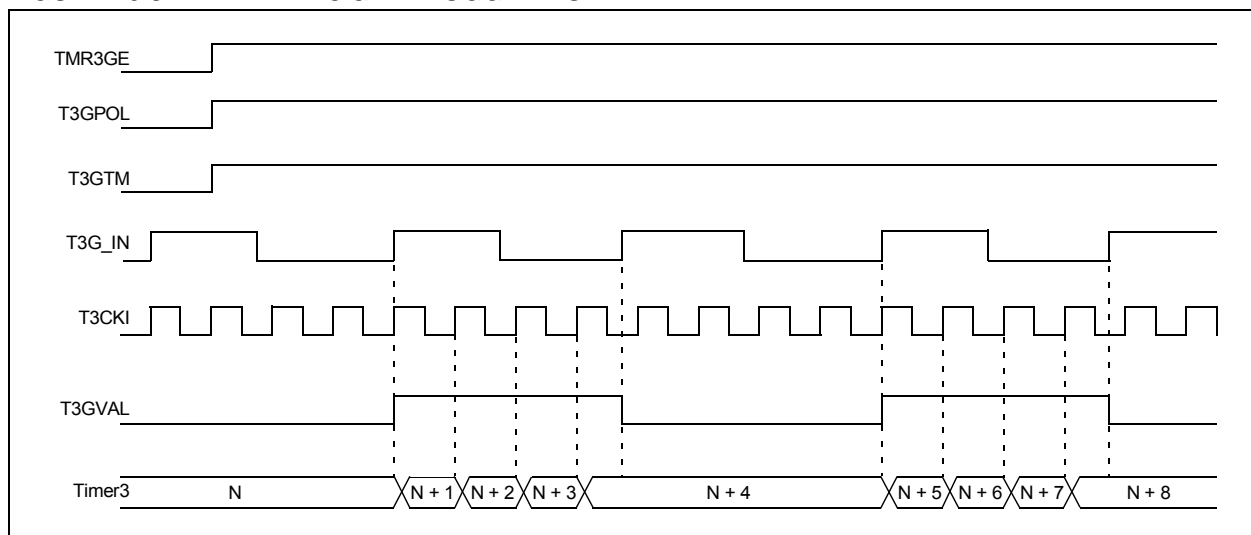 TMR3GE
T3GPOL
T3GTM
T3G_IN
T3CKI
T3GVAL
Timer3 N N + 1 N + 2 N + 3 N + 4 N + 5 N + 6 N + 7 N + 8